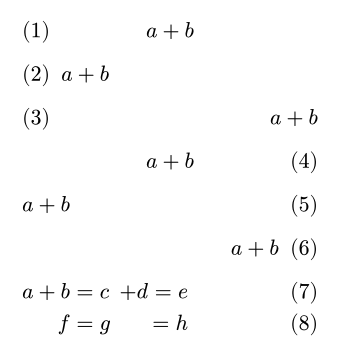 (1) a + b
(2) a + b
(3) a + b
a + b (4)
a + b (5)
a + b (6)
a + b = c +d = e (7)
f = g = h (8)